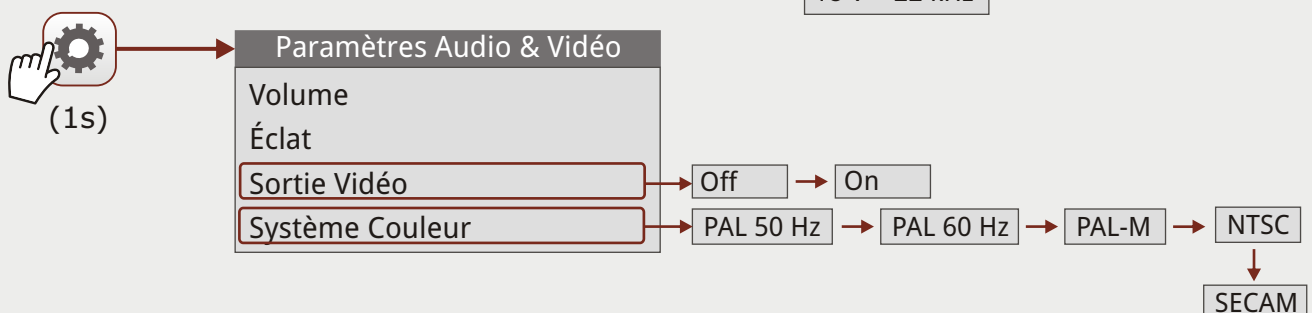 (1s)
Paramètres Audio & Vidéo
Volume
Éclat
Sortie Vidéo
Off
On
Système Couleur
PAL 50 Hz
PAL 60 Hz
PAL-M
NTSC
SECAM